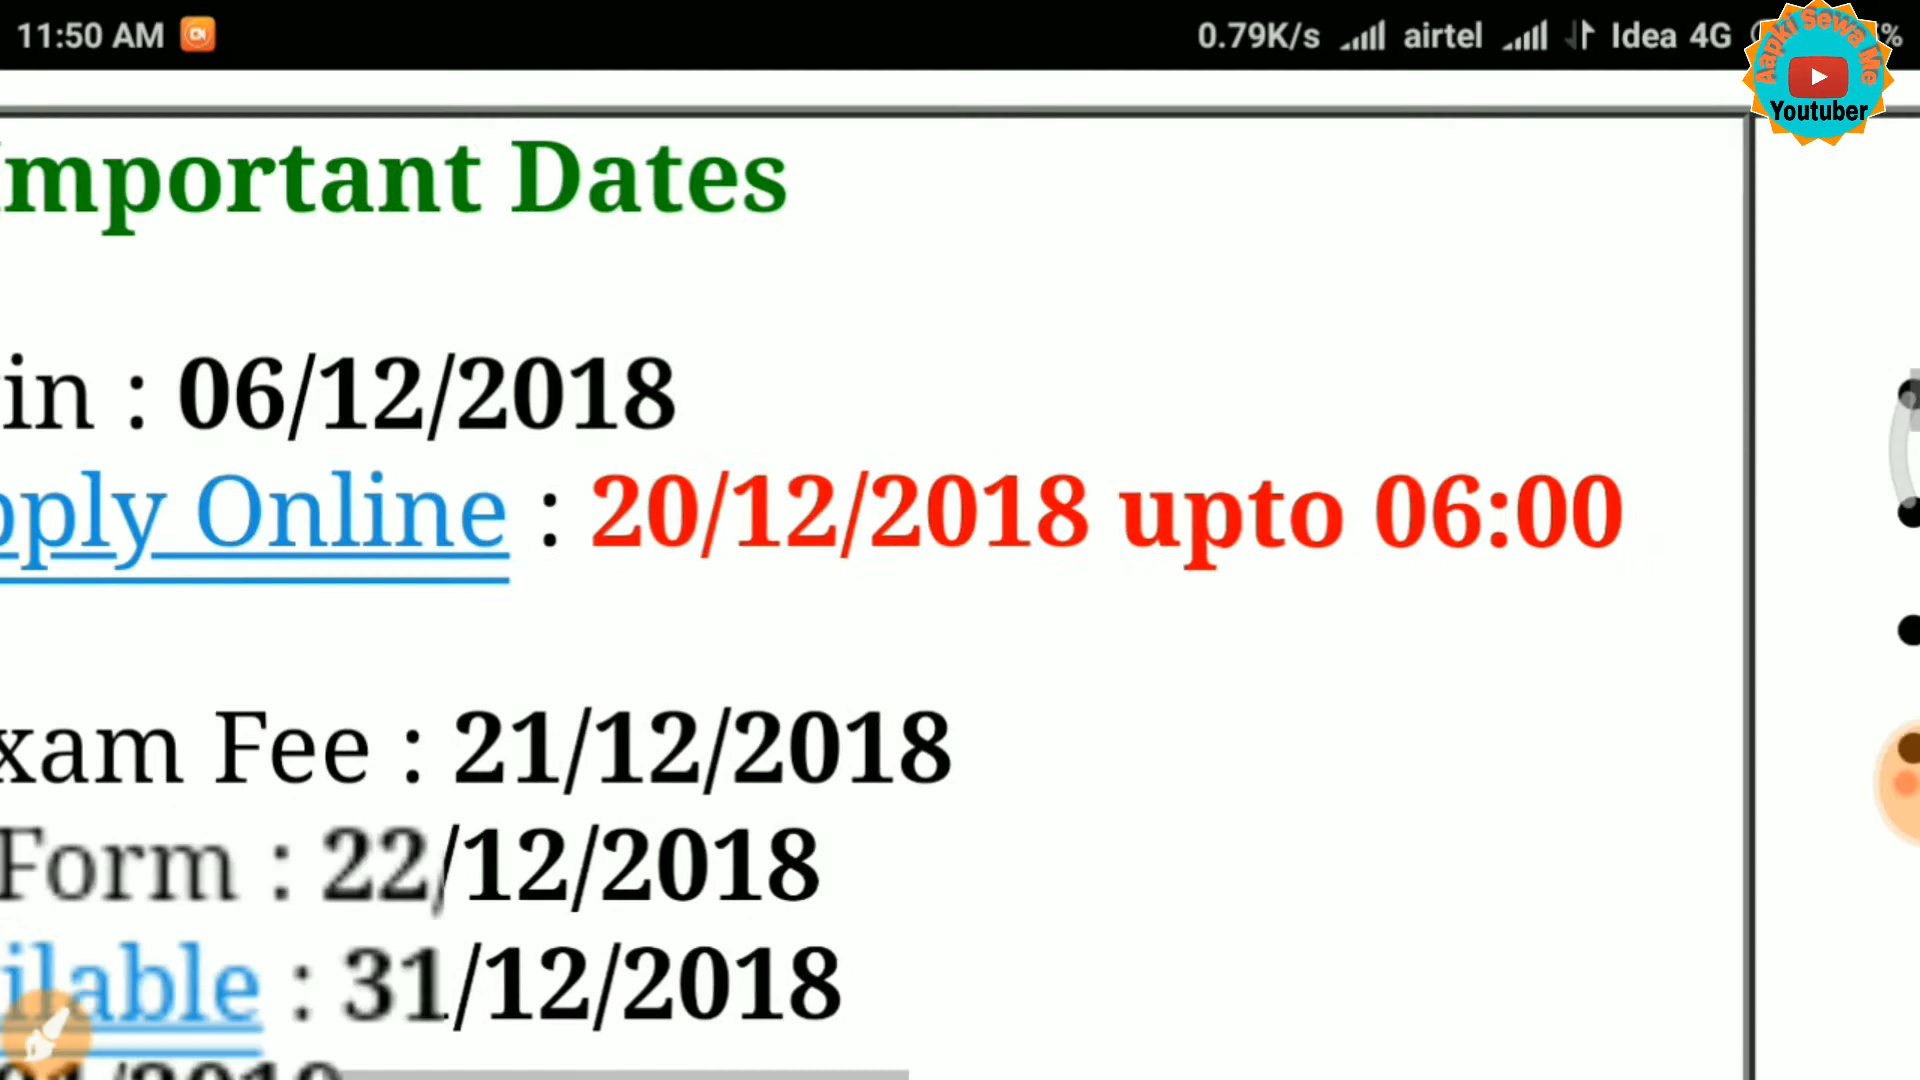 11:50 AM
0.79K/s airtel Idea 4G %
Aapki Sewa Me
Youtuber
Important Dates
in : 06/12/2018
pply Online : 20/12/2018 upto 06:00
xam Fee : 21/12/2018
Form : 22/12/2018
ilable : 31/12/2018